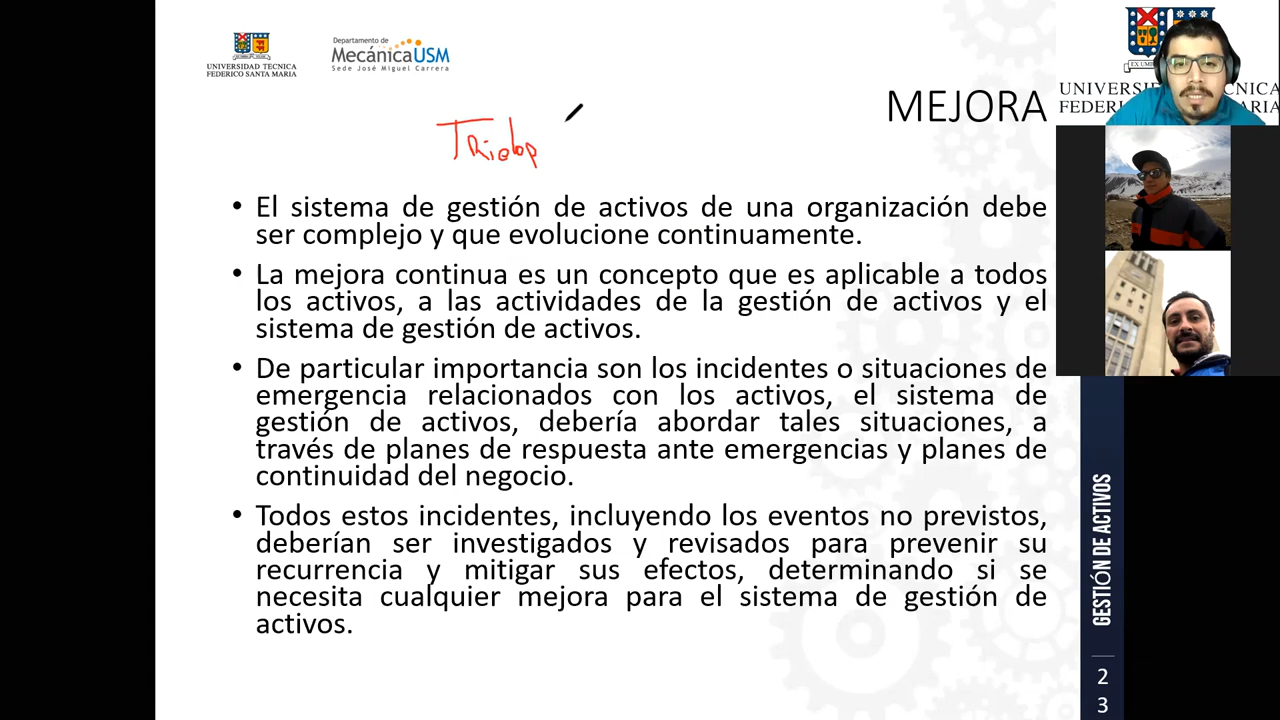 UNIVERSIDAD TECNICA
FEDERICO SANTA MARIA
Departamento de
MecánicaUSM
Sede José Miguel Carrera
MEJORA
• El sistema de gestión de activos de una organización debe
ser complejo y que evolucione continuamente.
• La mejora continua es un concepto que es aplicable a todos
los activos, a las actividades de la gestión de activos y el
sistema de gestión de activos.
• De particular importancia son los incidentes o situaciones de
emergencia relacionados con los activos, el sistema de
gestión de activos, debería abordar tales situaciones, a
través de planes de respuesta ante emergencias y planes de
continuidad del negocio.
• Todos estos incidentes, incluyendo los eventos no previstos,
deberían ser investigados y revisados para prevenir su
recurrencia y mitigar sus efectos, determinando si se
necesita cualquier mejora para el sistema de gestión de
activos.
GESTIÓN DE ACTIVOS
2
3